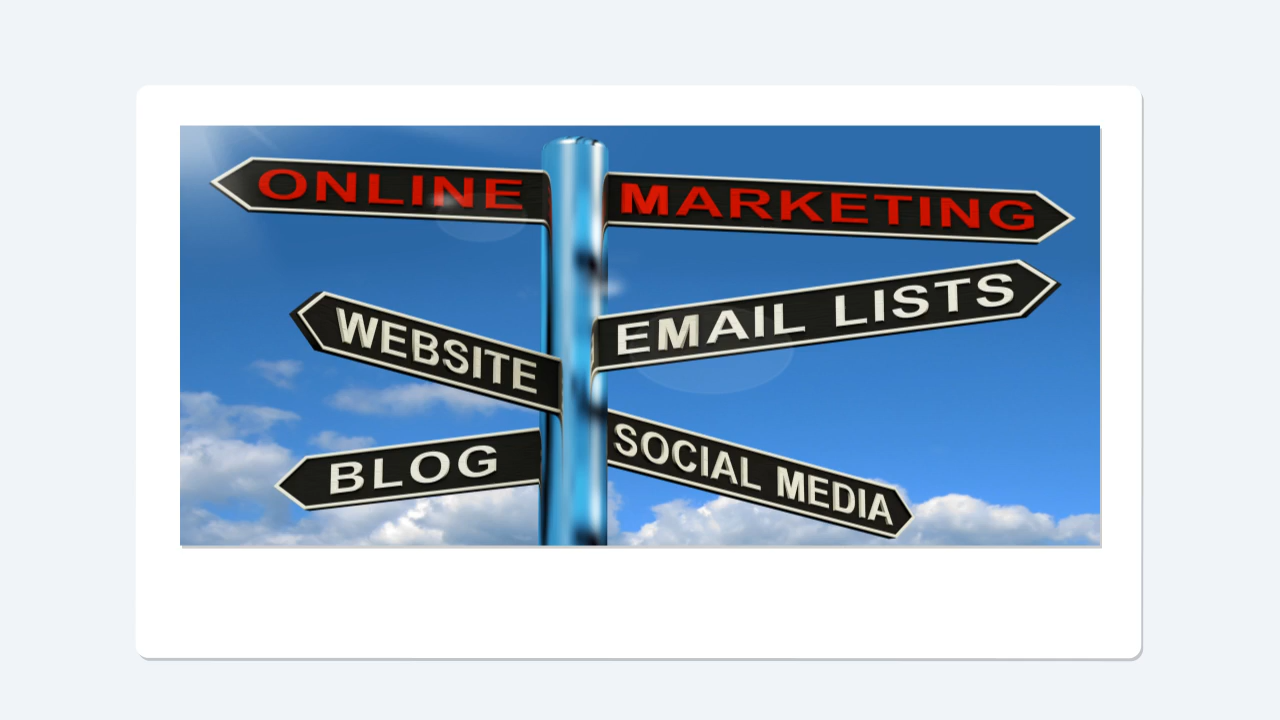 ONLINE MARKETING
WEBSITE
EMAIL LISTS
BLOG
SOCIAL MEDIA